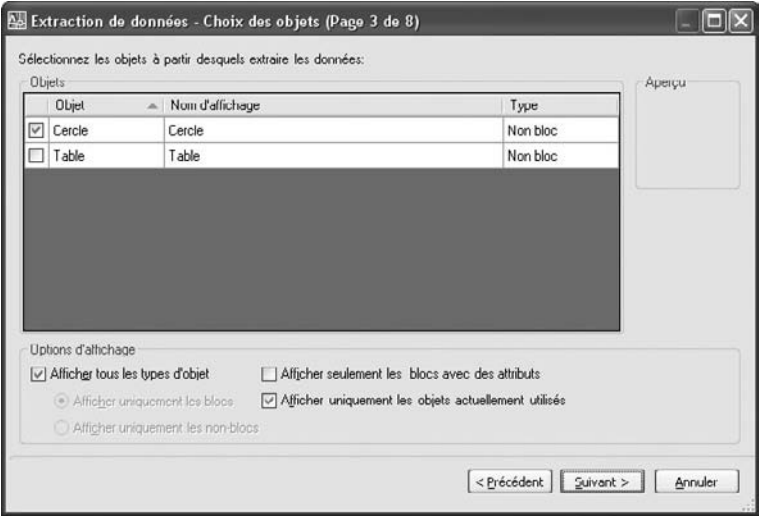 Extraction de données - Choix des objets (Page 3 de 8)
Sélectionnez les objets à partir desquels extraire les données:
Objets
Aperçu
Objet Nom d'affichage Type
Cercle Cercle Non bloc
Table Table Non bloc
Options d'affichage
Afficher tous les types d'objet
Afficher seulement les blocs avec des attributs
Afficher uniquement les blocs
Afficher uniquement les objets actuellement utilisés
Afficher uniquement les non-blocs
< Précédent
Suivant >
Annuler